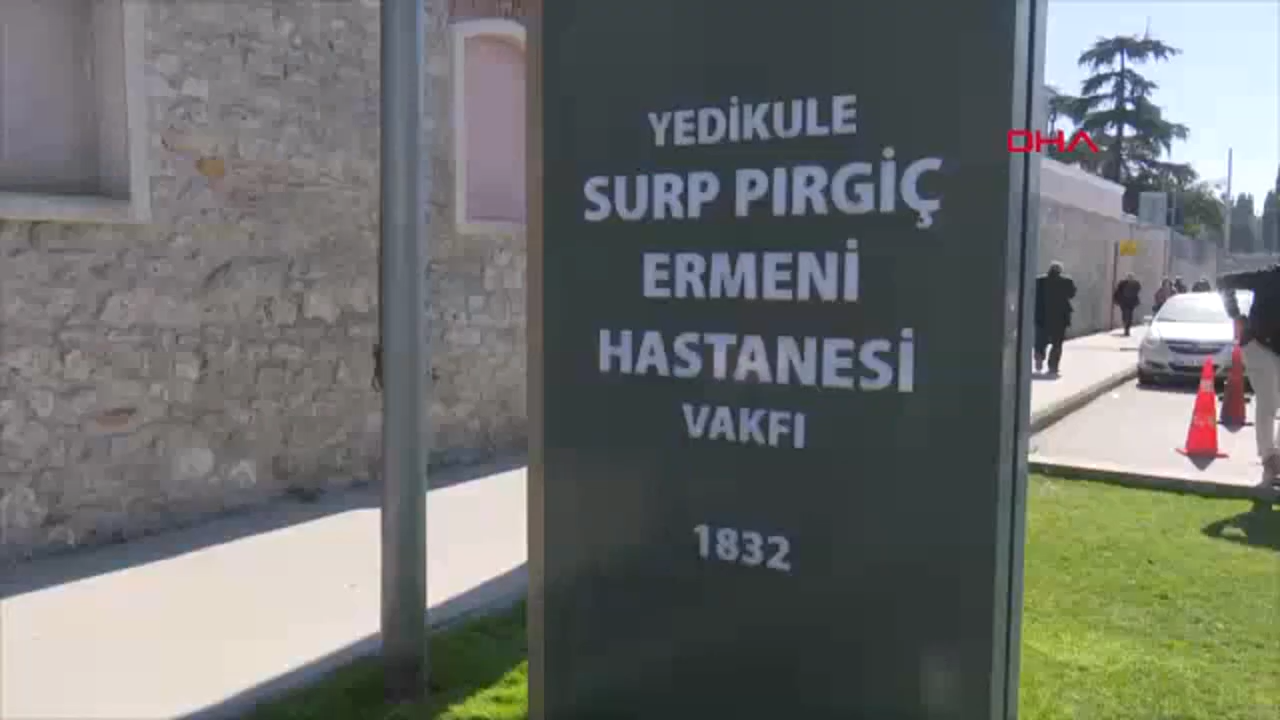 YEDİKULE
SURP PIRGİÇ
ERMENİ
HASTANESİ
VAKFI
1832
DHA